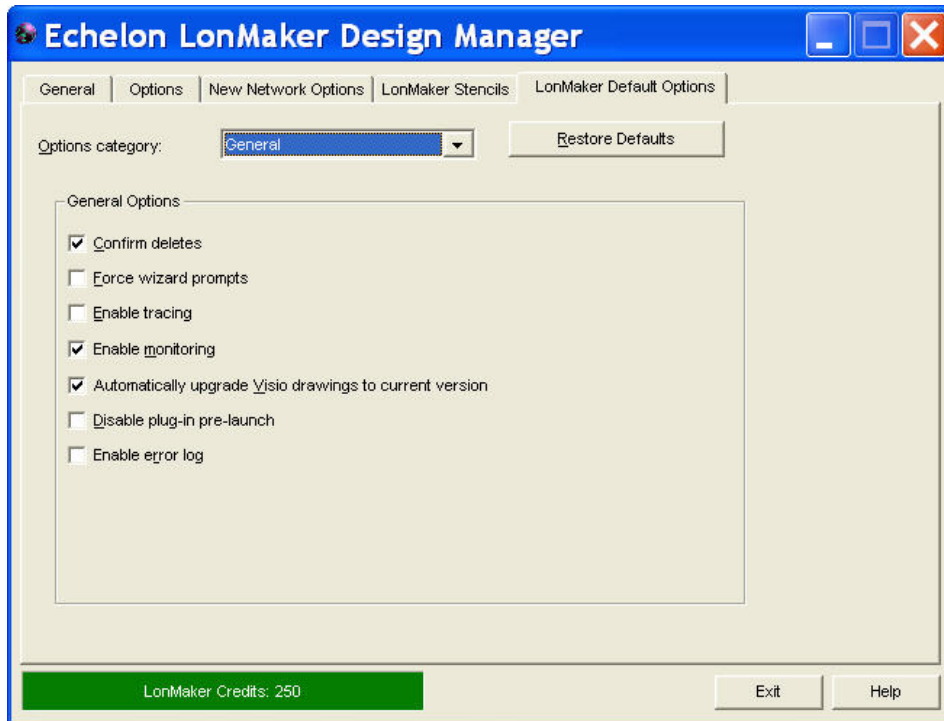 Echelon LonMaker Design Manager
General Options New Network Options LonMaker Stencils LonMaker Default Options
Options category: General Restore Defaults
General Options
Confirm deletes
Force wizard prompts
Enable tracing
Enable monitoring
Automatically upgrade Visio drawings to current version
Disable plug-in pre-launch
Enable error log
LonMaker Credits: 250 Exit Help